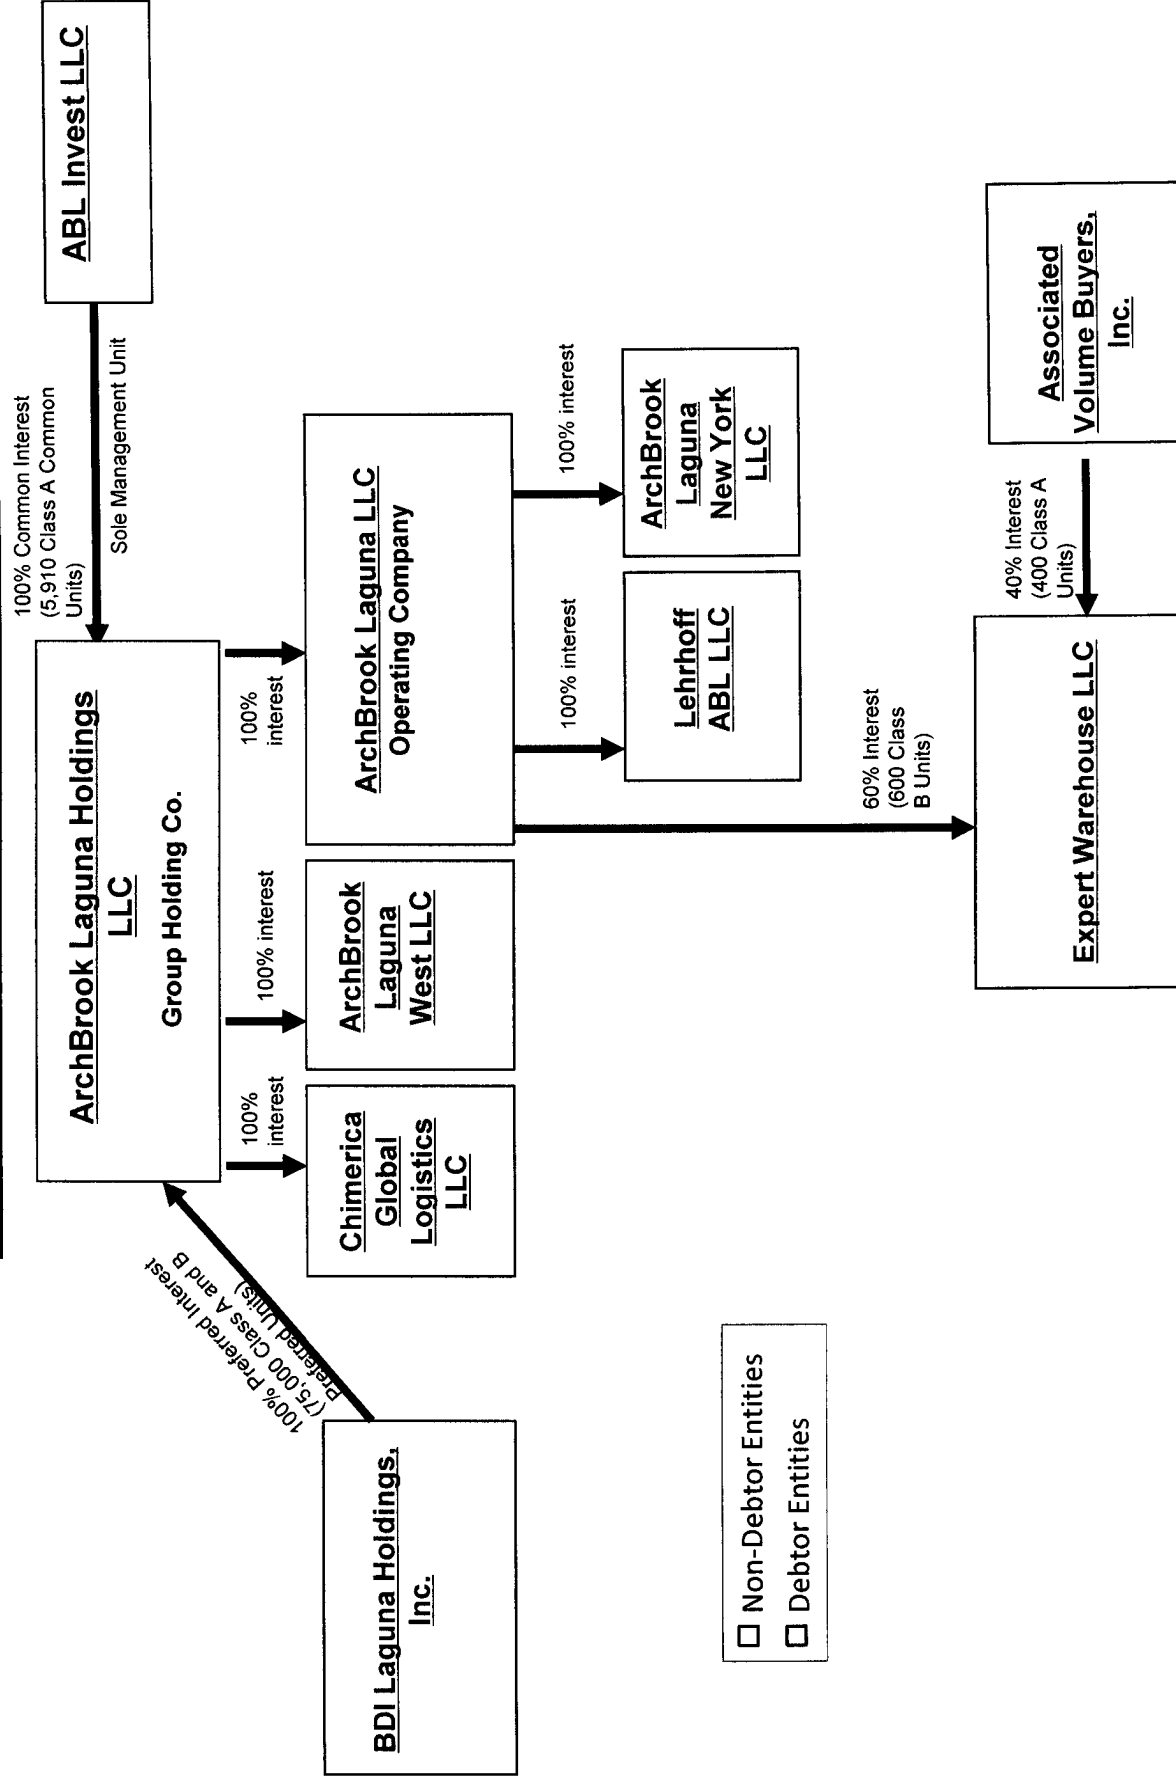 100% Common Interest
(5,910 Class A Common
Units)
Sole Management Unit
ABL Invest LLC
ArchBrook Laguna Holdings
LLC
Group Holding Co.
100% Preferred Interest
(75,000 Class A and B
Preferred Units)
BDI Laguna Holdings,
Inc.
100%
interest
100% interest
100%
interest
Chimerica
Global
Logistics
LLC
ArchBrook
Laguna
West LLC
ArchBrook Laguna LLC
Operating Company
100% interest
100% interest
Lehrhoff
ABL LLC
ArchBrook
Laguna
New York
LLC
60% Interest
(600 Class
B Units)
40% Interest
(400 Class A
Units)
Expert Warehouse LLC
Associated
Volume Buyers,
Inc.
Non-Debtor Entities
Debtor Entities